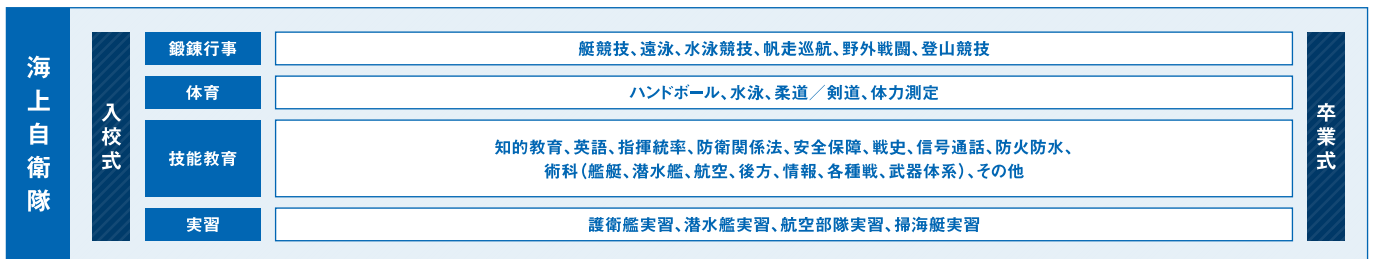 海上自衛隊
入校式
鍛錬行事
艇競技、遠泳、水泳競技、帆走巡航、野外戦闘、登山競技
体育
ハンドボール、水泳、柔道／剣道、体力測定
技能教育
知的教育、英語、指揮統率、防衛関係法、安全保障、戦史、信号通話、防火防水、
術科（艦艇、潜水艦、航空、後方、情報、各種戦、武器体系）、その他
実習
護衛艦実習、潜水艦実習、航空部隊実習、掃海艇実習
卒業式